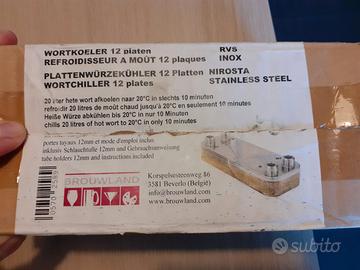 WORTKOELER 12 platen RVS
REFROIDISSEUR A MOÛT 12 plaques INOX
PLATTENWÜRZEKÜHLER 12 Platten NIROSTA
WORTCHILLER 12 plates STAINLESS STEEL
20 liter hete wort afkoelen naar 20°C in slechts 10 minuten
refroidir 20 litres de moût chaud jusqu'à 20°C en seulement 10 minutes
Heiße Würze abkühlen bis 20°C in nur 10 Minuten
chills 20 litres of hot wort to 20°C in only 10 minutes
portes tuyaux 12mm et mode d'emploi inclus
inklusiv Schlauchtulle 12mm und Gebrauchsanweisung
tube holders 12mm and instructions included
BROUWLAND
Korspelsesteenweg 86
3581 Beverlo (België)
info@brouwland.com
www.brouwland.com
subito